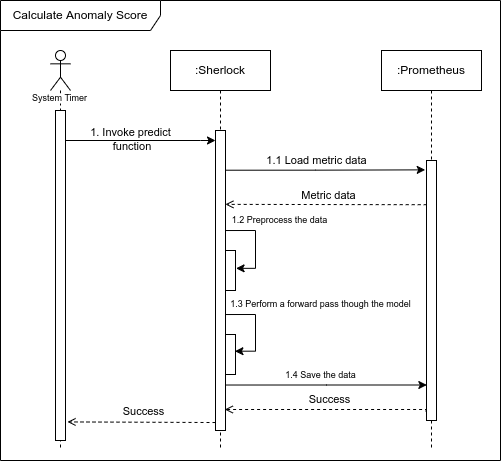 Calculate Anomaly Score
:Sherlock
:Prometheus
System Timer
1. Invoke predict
function
1.1 Load metric data
Metric data
1.2 Preprocess the data
1.3 Perform a forward pass though the model
1.4 Save the data
Success
Success